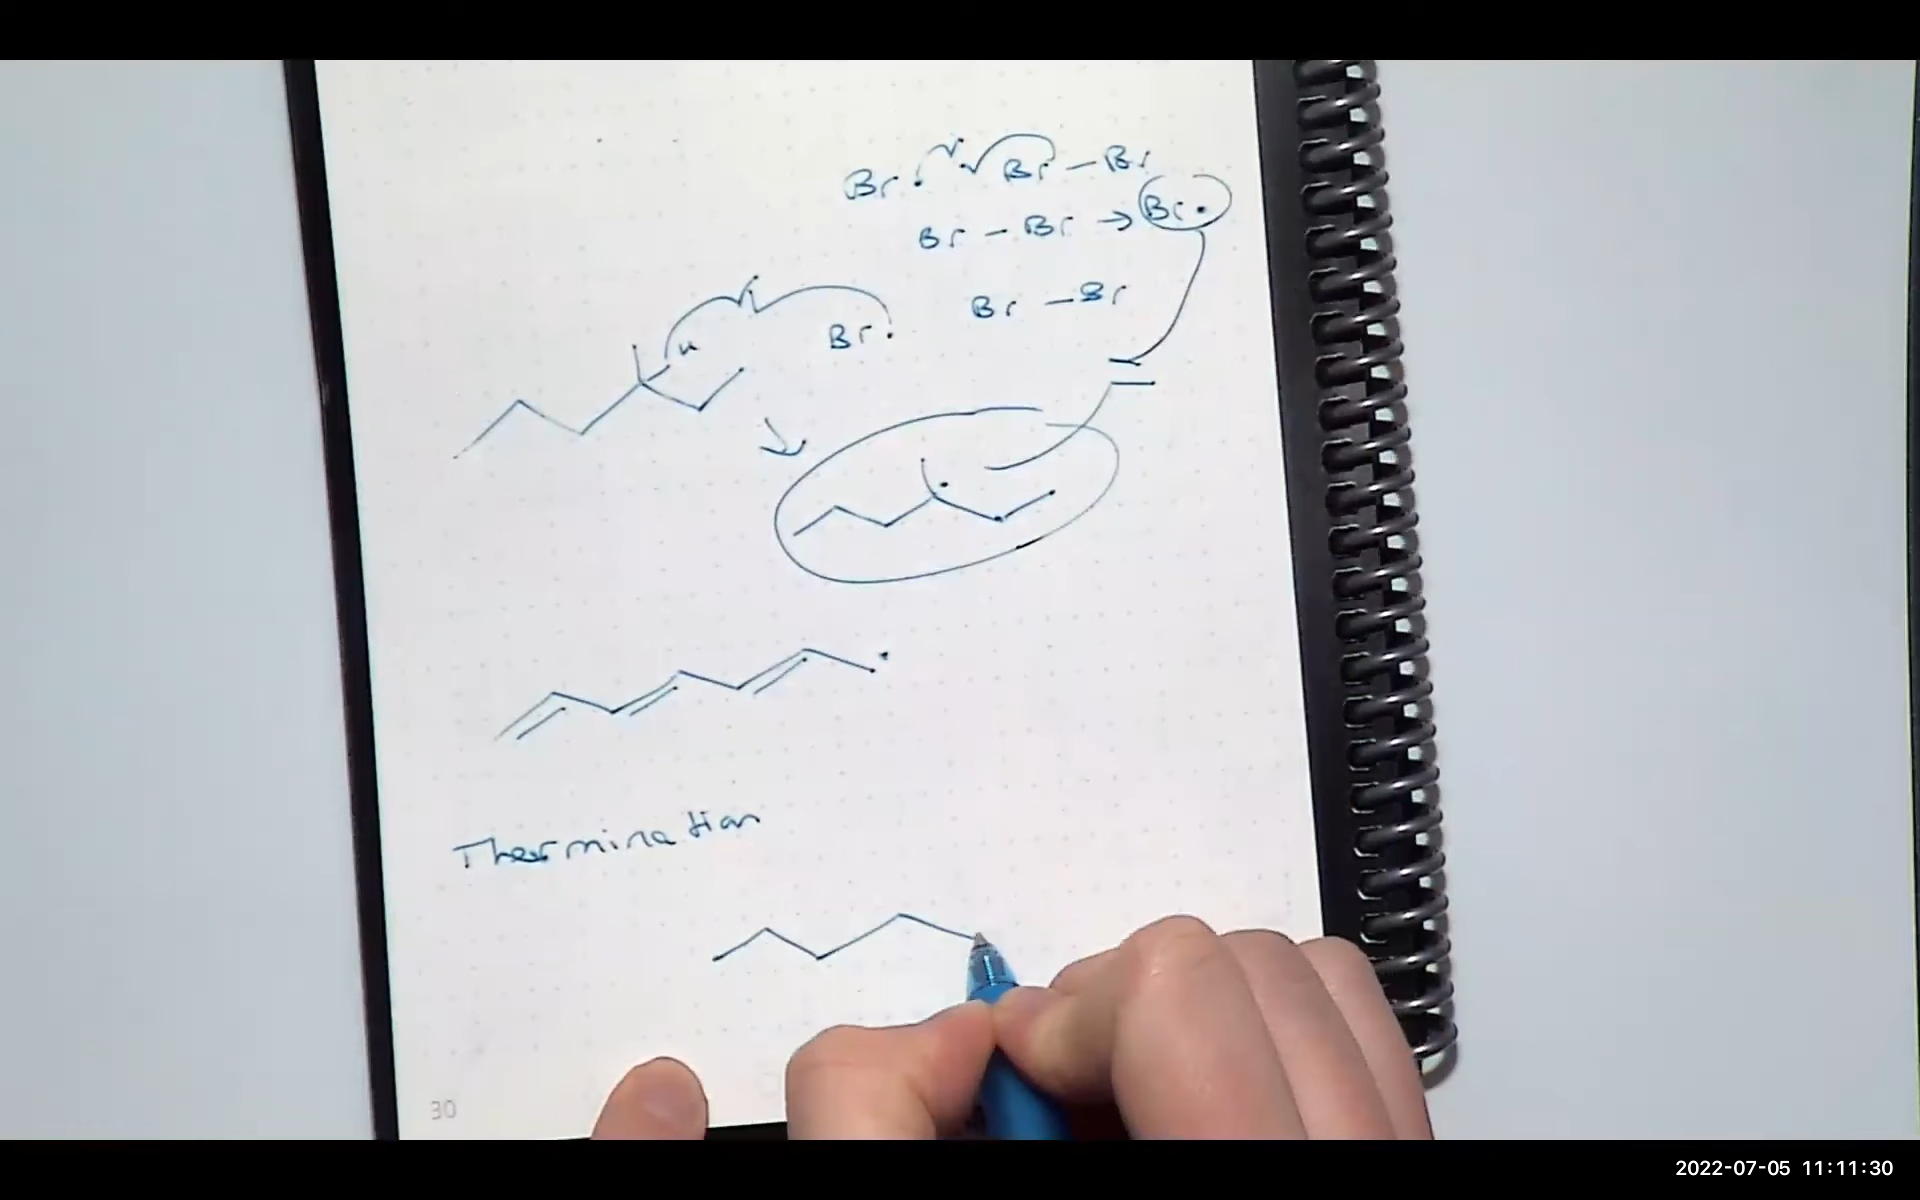 Br· Br – Br
Br – Br → Br·
Br – Br
H Br·
Thermination
30
2022-07-05 11:11:30